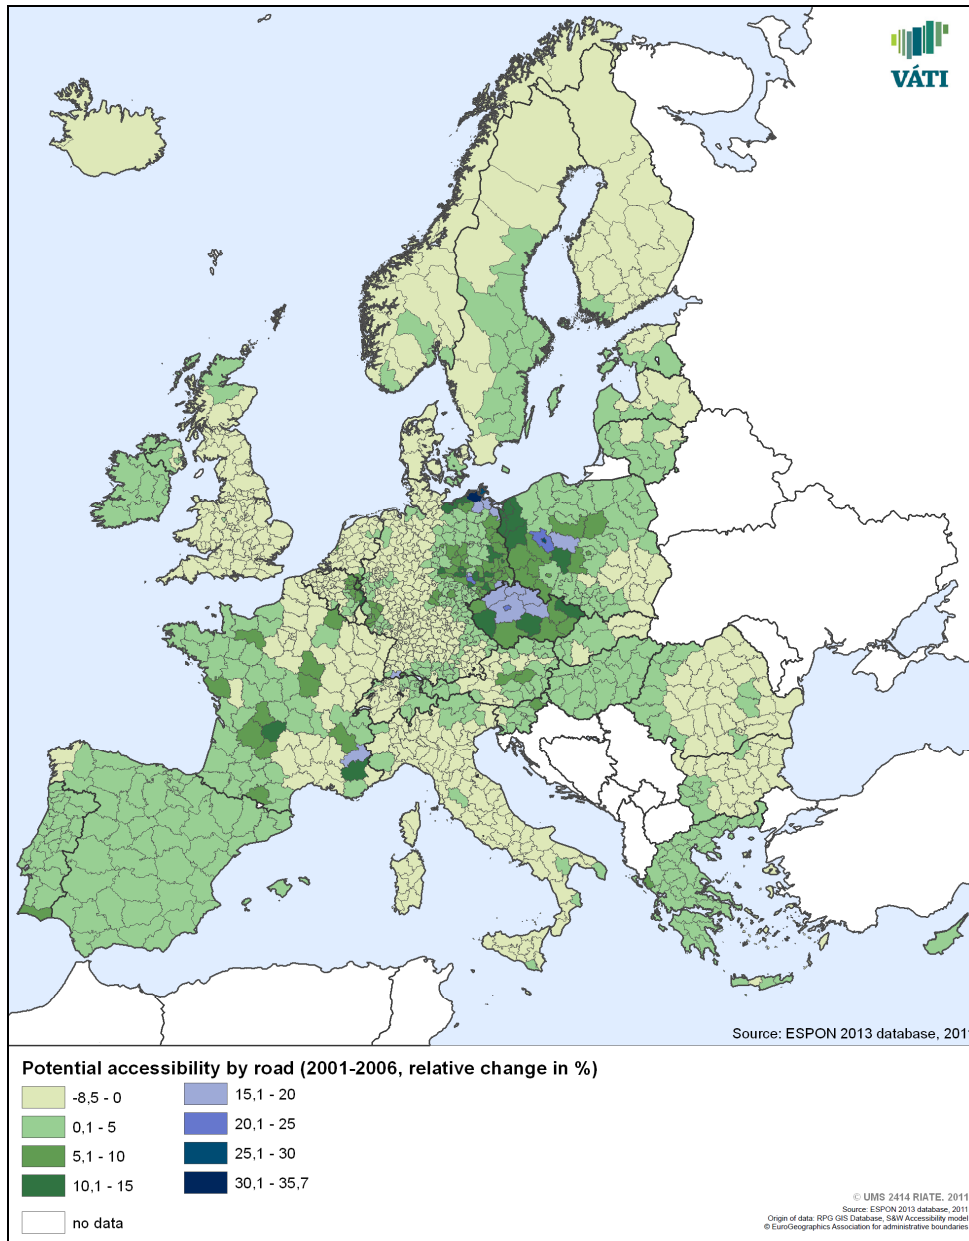 VÁTI
Source: ESPON 2013 database, 2011
Potential accessibility by road (2001-2006, relative change in %)
-8,5 - 0
0,1 - 5
5,1 - 10
10,1 - 15
no data
15,1 - 20
20,1 - 25
25,1 - 30
30,1 - 35,7
© UMS 2414 RIATE. 2011
Source: ESPON 2013 database, 2011
Origin of data: RPG GIS Database, S&W Accessibility model
© EuroGeographics Association for administrative boundaries